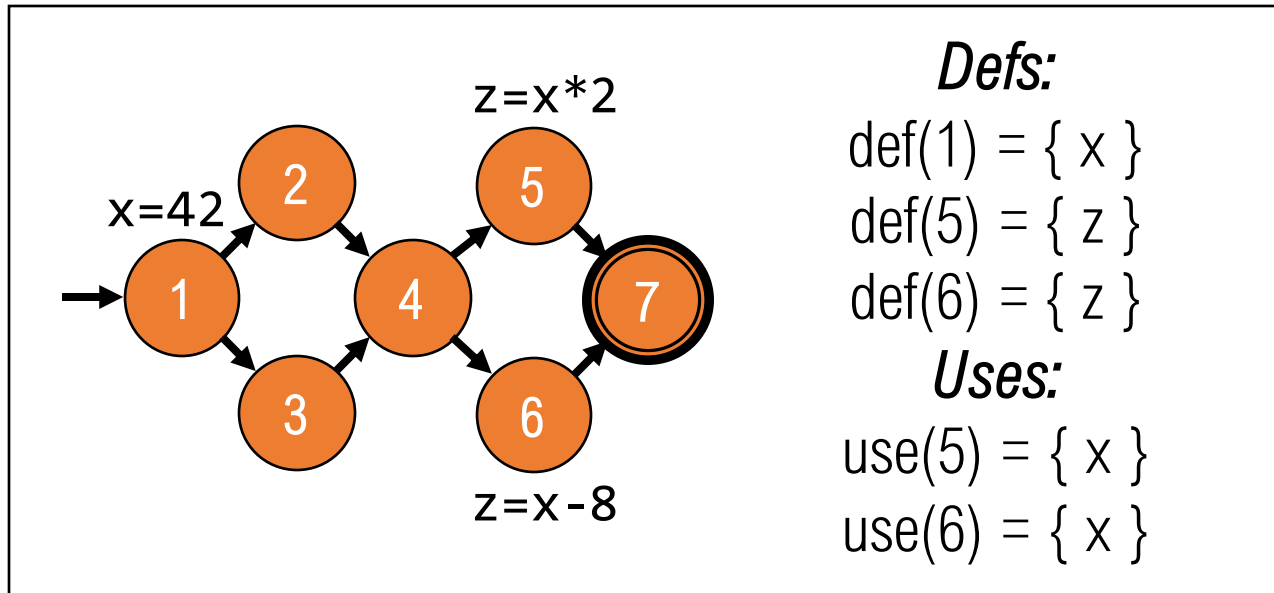 x=42
1
2
3
4
z=x*2
5
6
z=x-8
7
Defs:
def(1) = { x }
def(5) = { z }
def(6) = { z }
Uses:
use(5) = { x }
use(6) = { x }